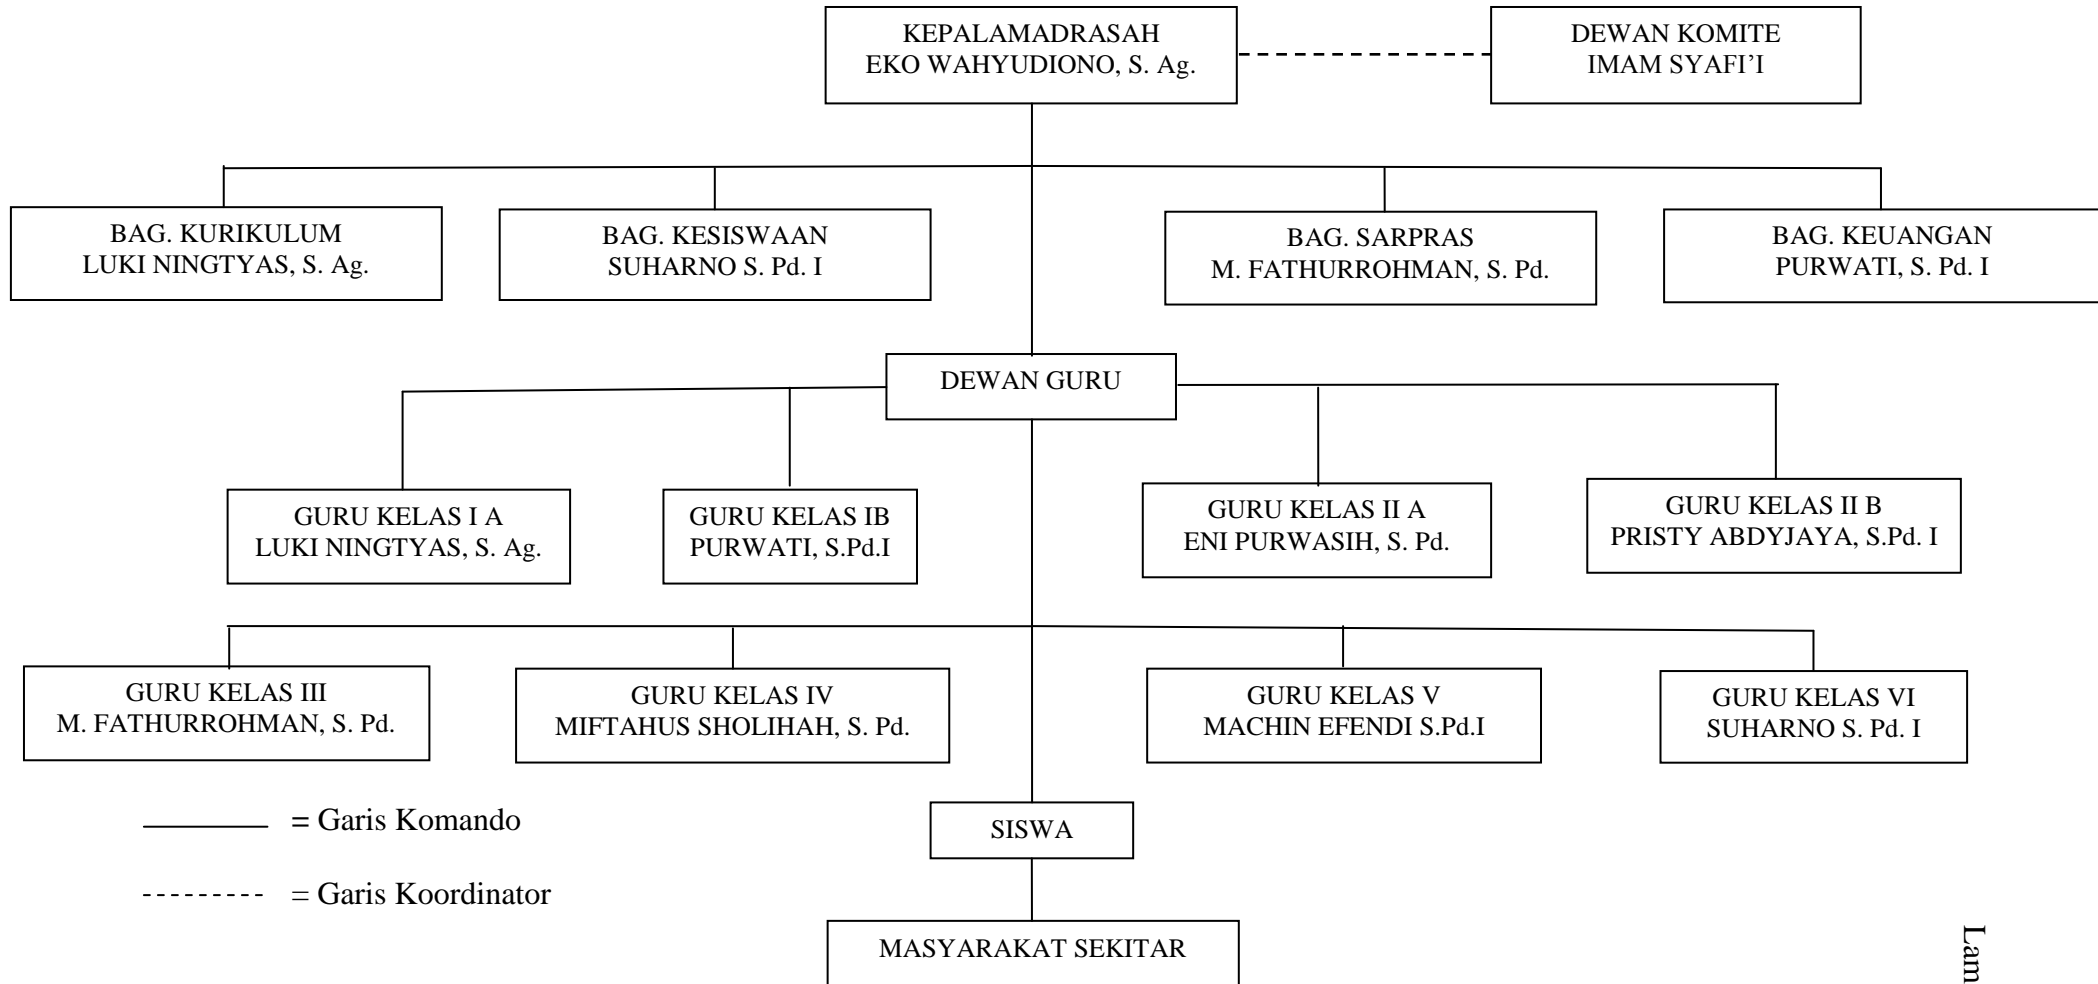 KEPALAMADRASAH
EKO WAHYUDIONO, S. Ag.
DEWAN KOMITE
IMAM SYAFI’I
BAG. KURIKULUM
LUKI NINGTYAS, S. Ag.
BAG. KESISWAAN
SUHARNO S. Pd. I
BAG. SARPRAS
M. FATHURROHMAN, S. Pd.
BAG. KEUANGAN
PURWATI, S. Pd. I
DEWAN GURU
GURU KELAS I A
LUKI NINGTYAS, S. Ag.
GURU KELAS IB
PURWATI, S.Pd.I
GURU KELAS II A
ENI PURWASIH, S. Pd.
GURU KELAS II B
PRISTY ABDYJAYA, S.Pd. I
GURU KELAS III
M. FATHURROHMAN, S. Pd.
GURU KELAS IV
MIFTAHUS SHOLIHAH, S. Pd.
GURU KELAS V
MACHIN EFENDI S.Pd.I
GURU KELAS VI
SUHARNO S. Pd. I
= Garis Komando
SISWA
= Garis Koordinator
MASYARAKAT SEKITAR
Lam